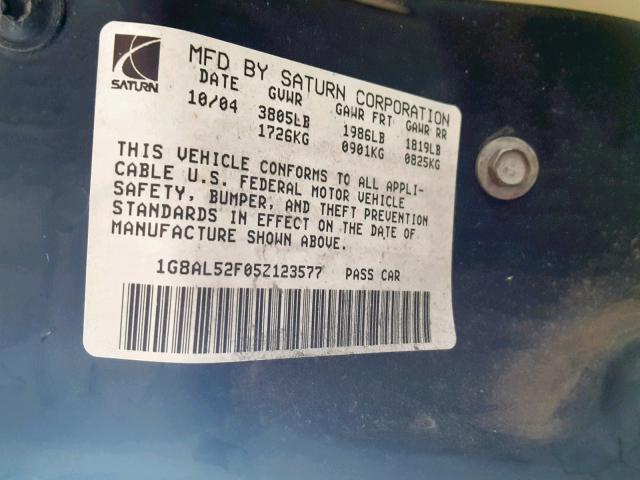 SATURN
MFD BY SATURN CORPORATION
DATE GVWR GAWR FRT GAWR RR
10/04 3805LB 1986LB 1819LB
1726KG 0901KG 0825KG
THIS VEHICLE CONFORMS TO ALL APPLI-
CABLE U.S. FEDERAL MOTOR VEHICLE
SAFETY, BUMPER, AND THEFT PREVENTION
STANDARDS IN EFFECT ON THE DATE OF
MANUFACTURE SHOWN ABOVE.
1G8AL52F05Z123577 PASS CAR